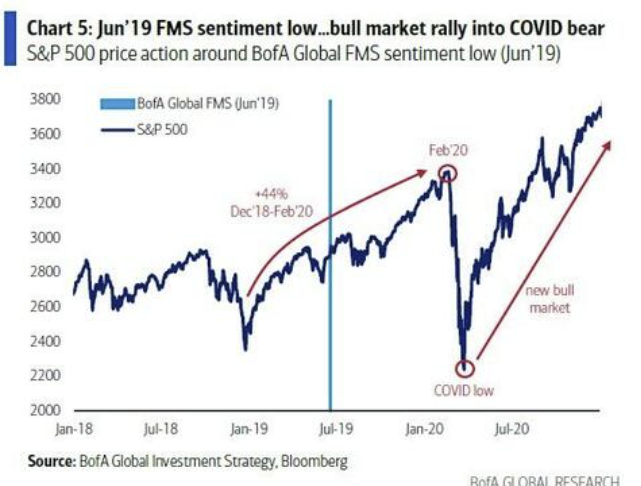 Chart 5: Jun'19 FMS sentiment low...bull market rally into COVID bear
S&P 500 price action around BofA Global FMS sentiment low (Jun'19)
3800
3600
3400
3200
3000
2800
2600
2400
2200
2000
BofA Global FMS (Jun'19)
S&P 500
+44%
Dec'18-Feb'20
Feb'20
new bull
market
COVID low
Jan-18
Jul-18
Jan-19
Jul-19
Jan-20
Jul-20
Source: BofA Global Investment Strategy, Bloomberg
BofA GLOBAL RESEARCH